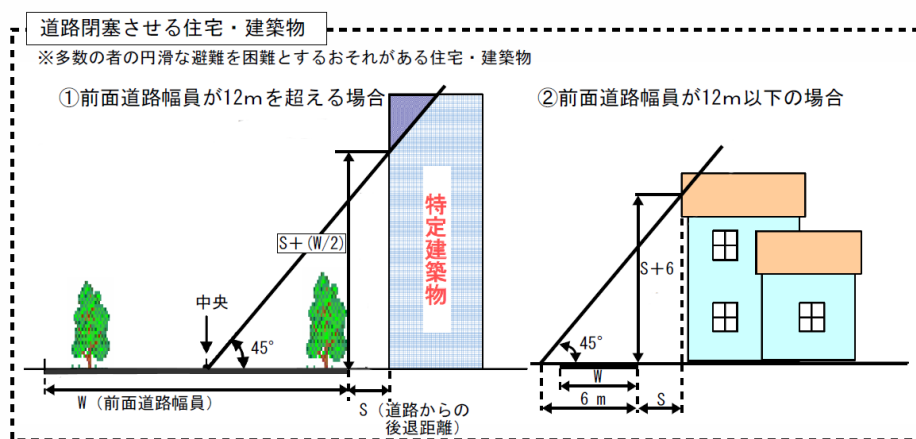 道路閉塞させる住宅・建築物
※多数の者の円滑な避難を困難とするおそれがある住宅・建築物
①前面道路幅員が12mを超える場合
②前面道路幅員が12m以下の場合
特定建築物
S+(W/2)
中央
45°
W(前面道路幅員)
S(道路からの
後退距離)
S+6
45°
W
6 m
S